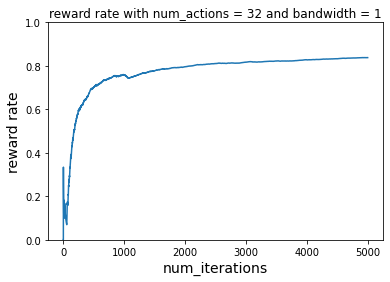 reward rate with num_actions = 32 and bandwidth = 1
1.0
0.8
0.6
0.4
0.2
0.0
reward rate
0 1000 2000 3000 4000 5000
num_iterations